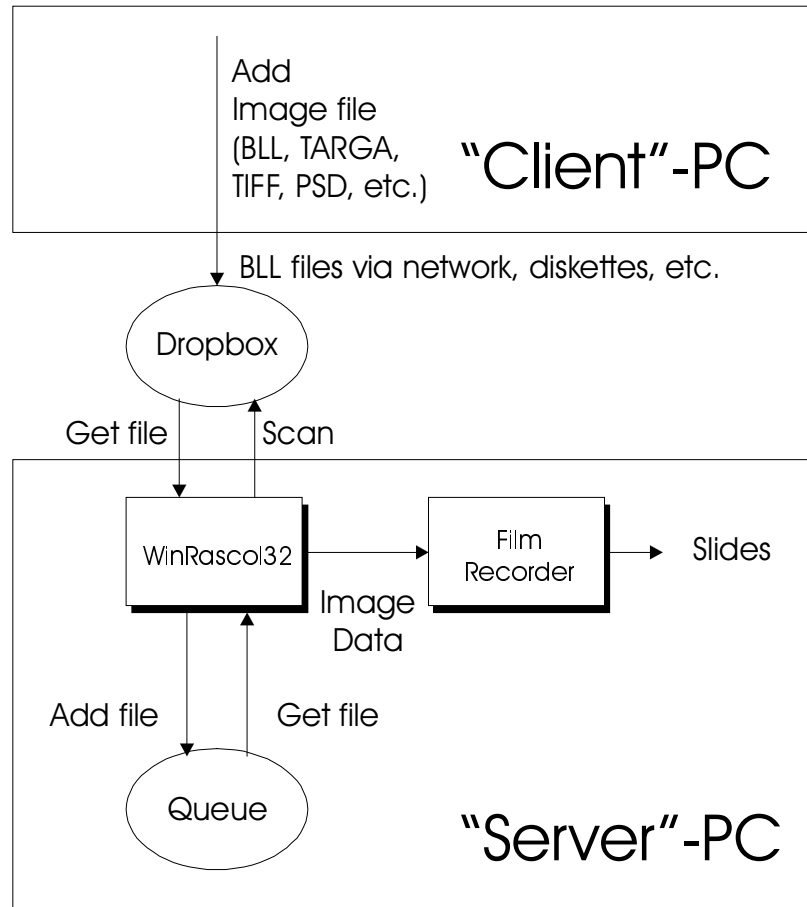 Add
Image file
(BLL, TARGA,
TIFF, PSD, etc.)
“Client”-PC
BLL files via network, diskettes, etc.
Dropbox
Get file
Scan
WinRascol32
Film
Recorder
Slides
Image
Data
Add file
Get file
Queue
“Server”-PC